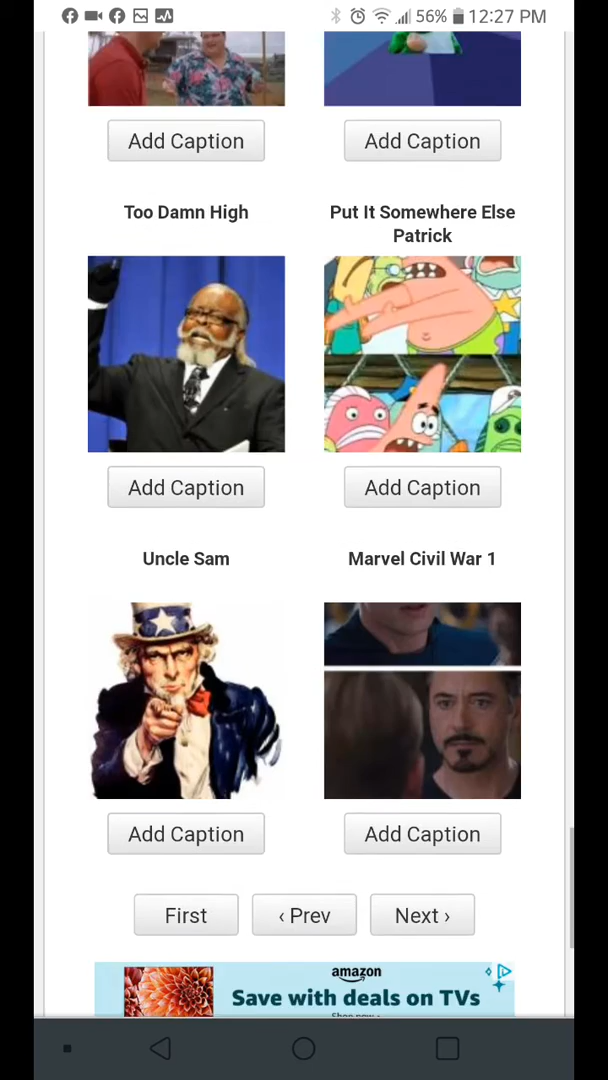 56% 12:27 PM
Add Caption Add Caption
Too Damn High
Put It Somewhere Else
Patrick
Add Caption Add Caption
Uncle Sam Marvel Civil War 1
Add Caption Add Caption
First ‹ Prev Next ›
amazon
Save with deals on TVs
Shop now